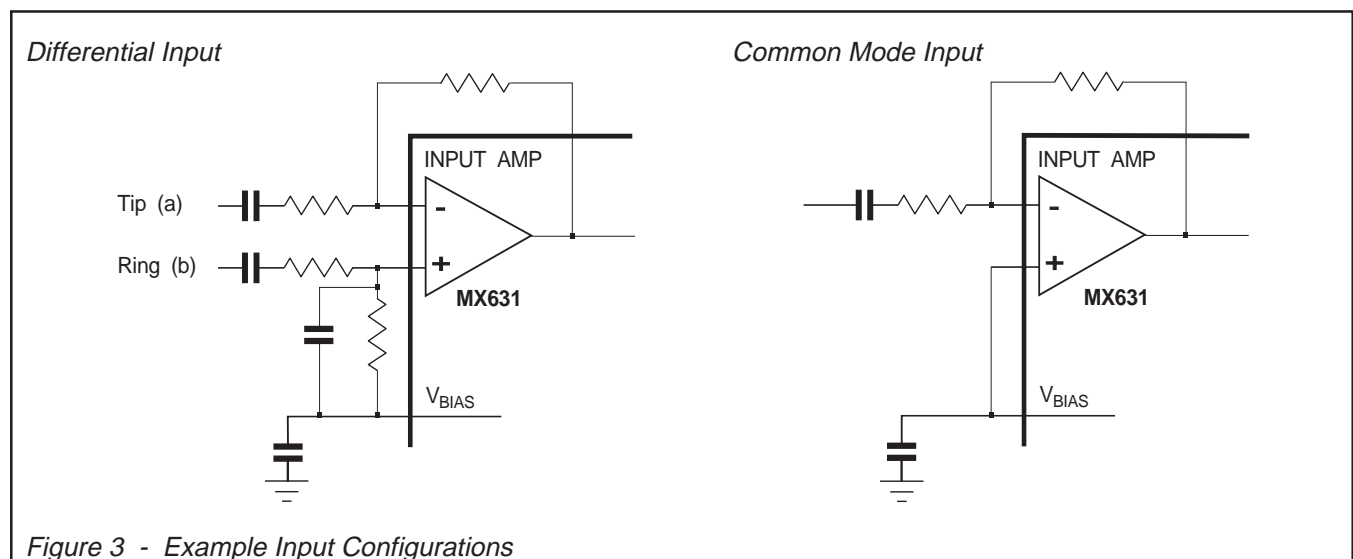 Differential Input
Common Mode Input
INPUT AMP
Tip (a)
-
Ring (b)
+
MX631
VBIAS
INPUT AMP
-
+
MX631
VBIAS
Figure 3 - Example Input Configurations